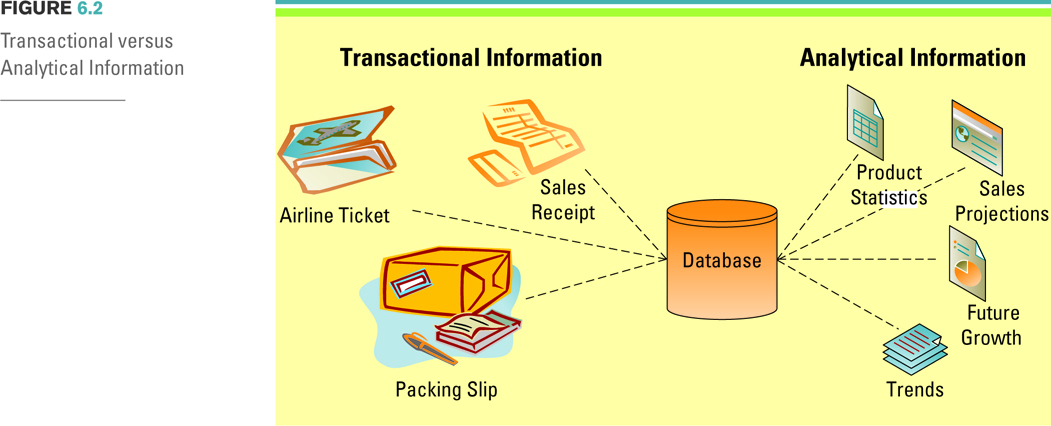 FIGURE 6.2
Transactional versus
Analytical Information
Transactional Information
Analytical Information
Airline Ticket
Sales
Receipt
Packing Slip
Database
Product
Statistics
Sales
Projections
Future
Growth
Trends